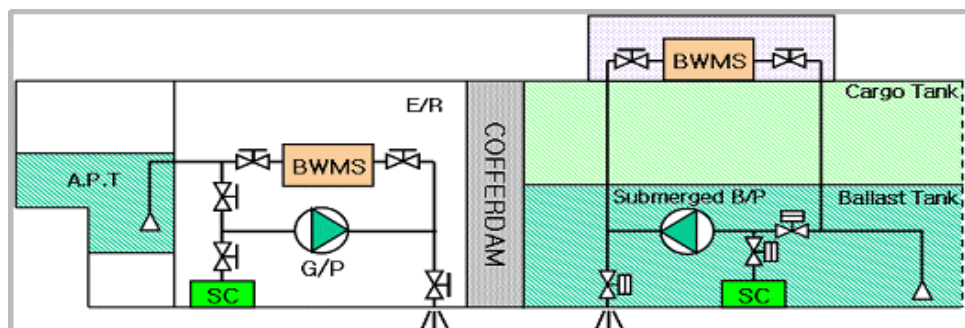 BWMS
Cargo Tank
E/R
COFFERDAM
BWMS
A.P.T
Submerged B/P
Ballast Tank
G/P
SC
SC